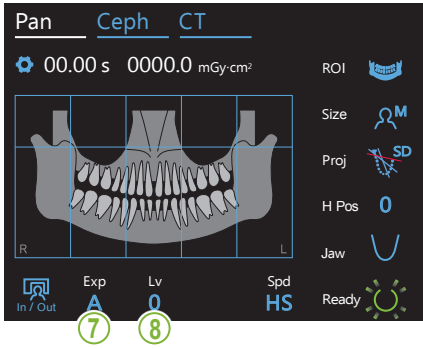 Pan Ceph CT
00.00 s 0000.0 mGy·cm²
ROI
Size M
Proj SD
H Pos 0
R L
Jaw
In / Out Exp A Lv 0 Spd HS
Ready
7 8